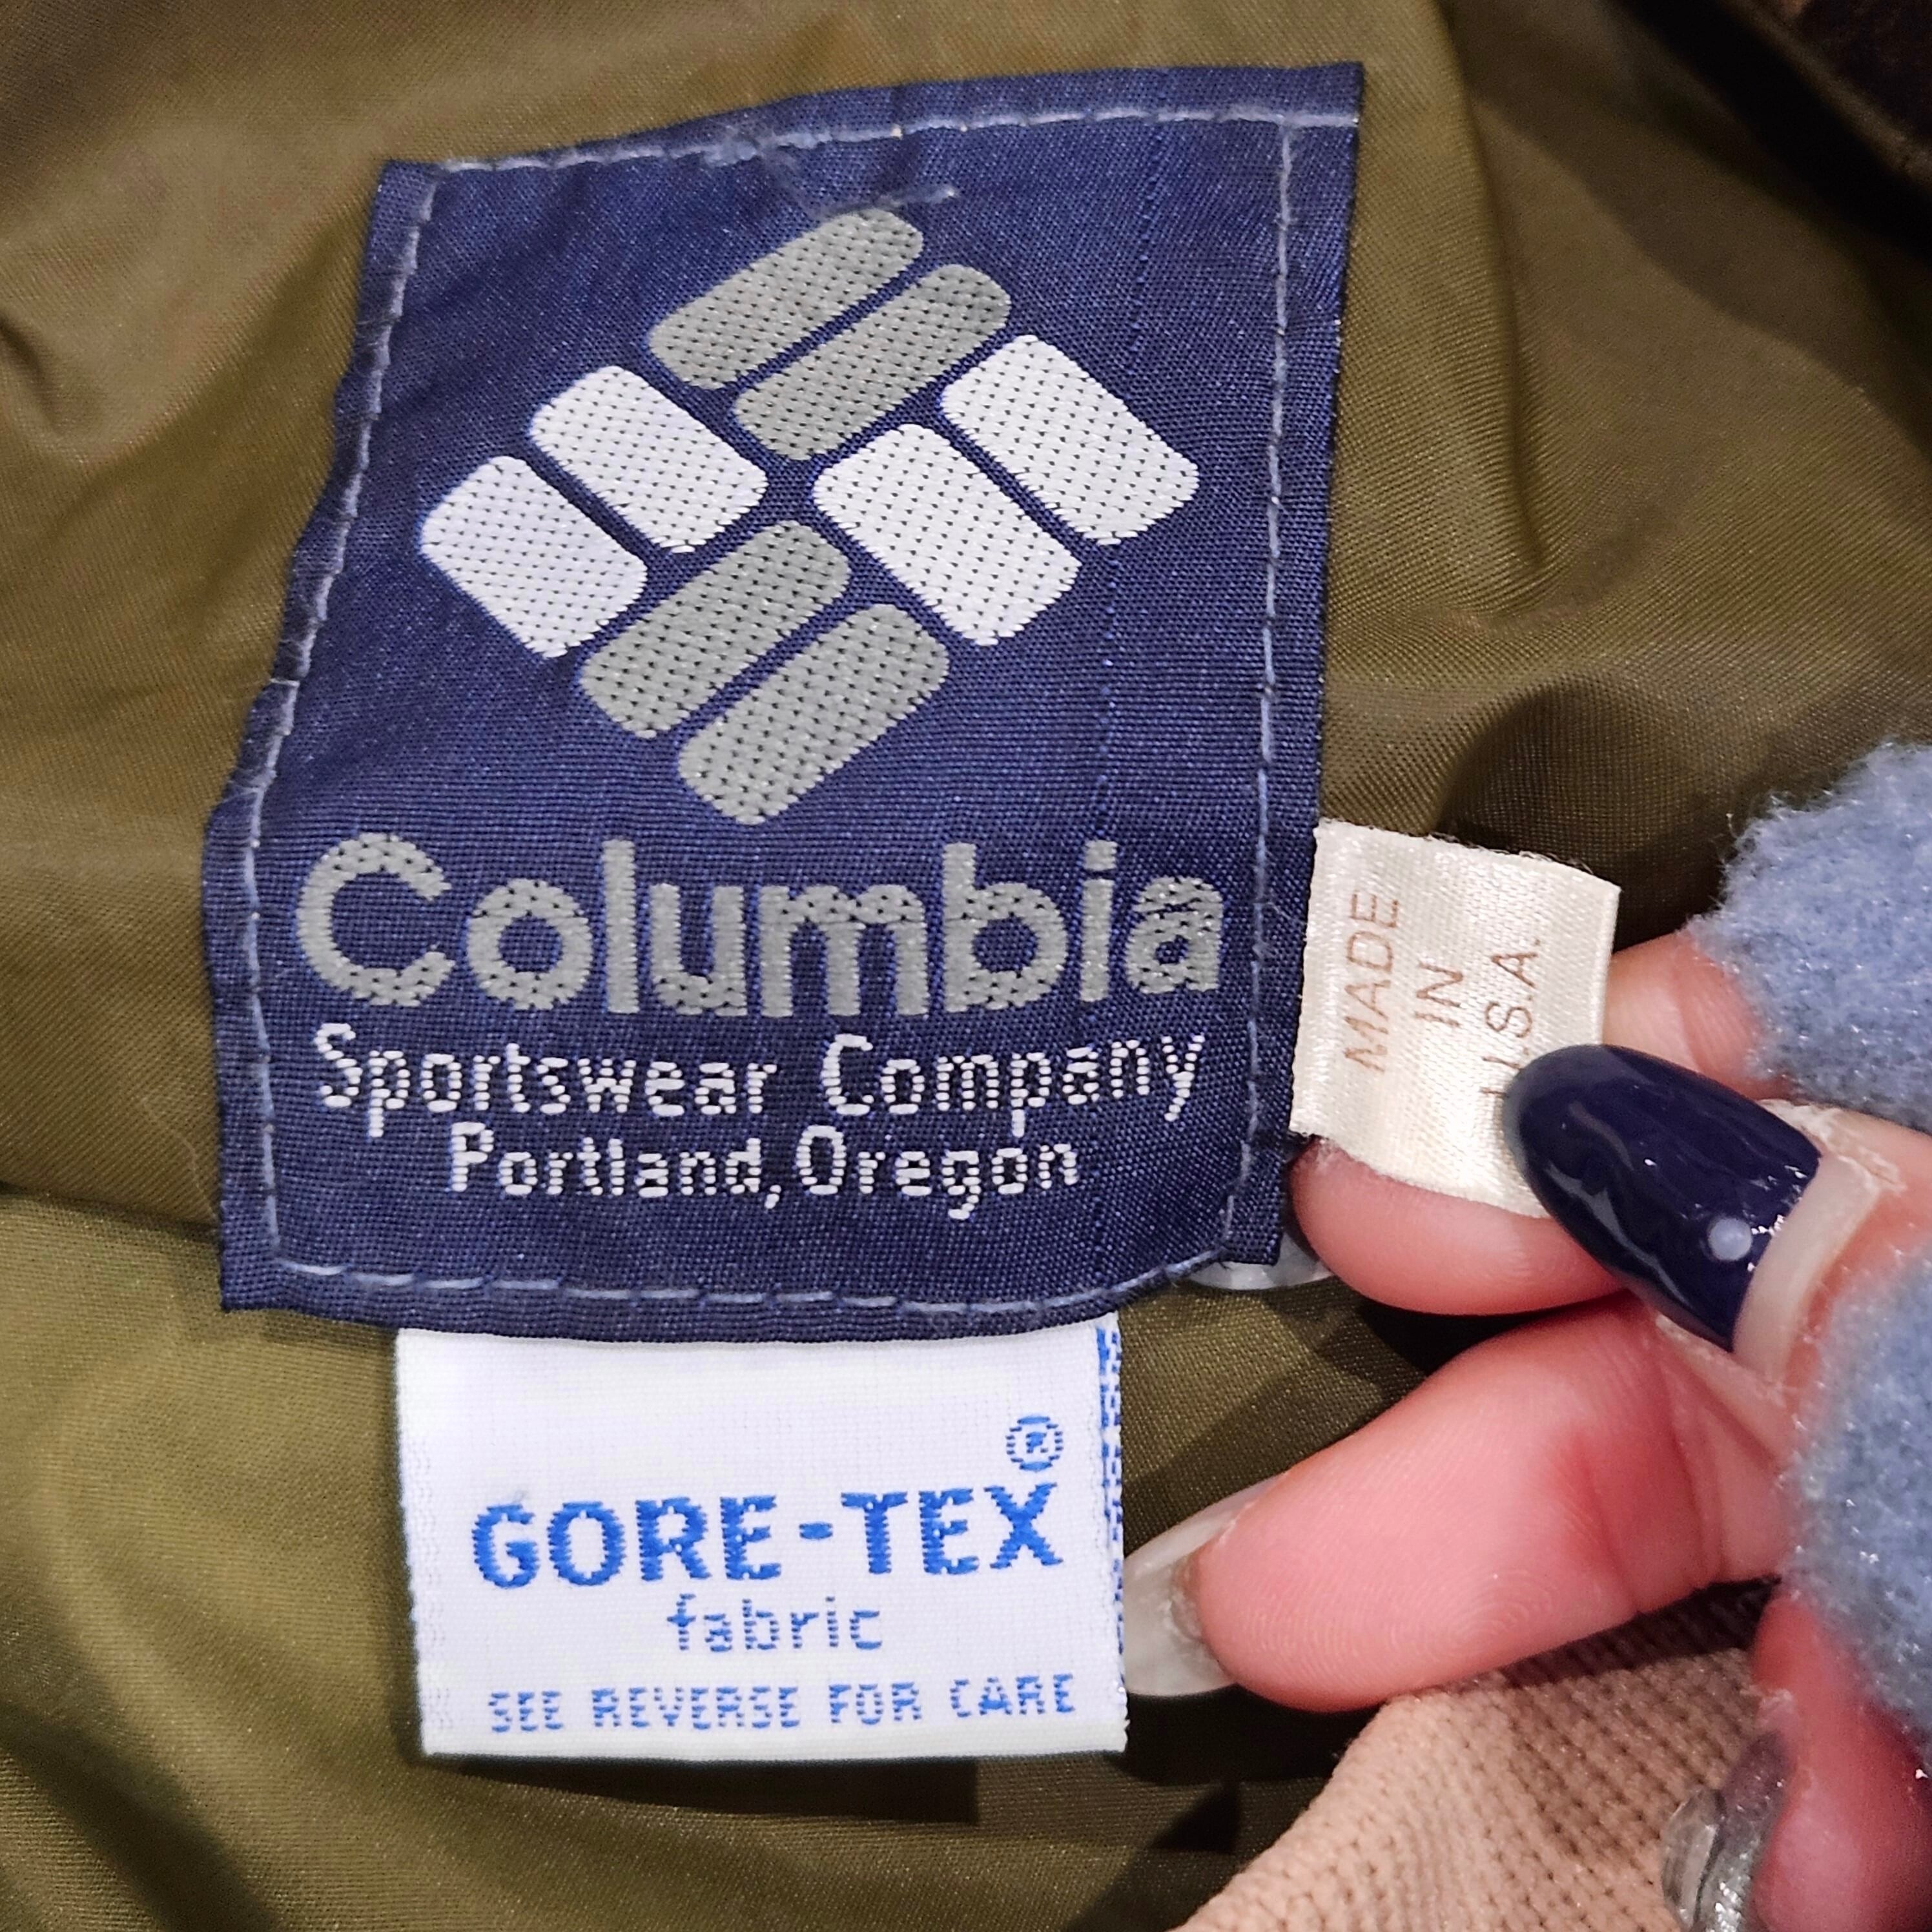 Columbia
Sportswear Company
Portland, Oregon
MADE
IN
U.S.A.
GORE-TEX®
fabric
SEE REVERSE FOR CARE